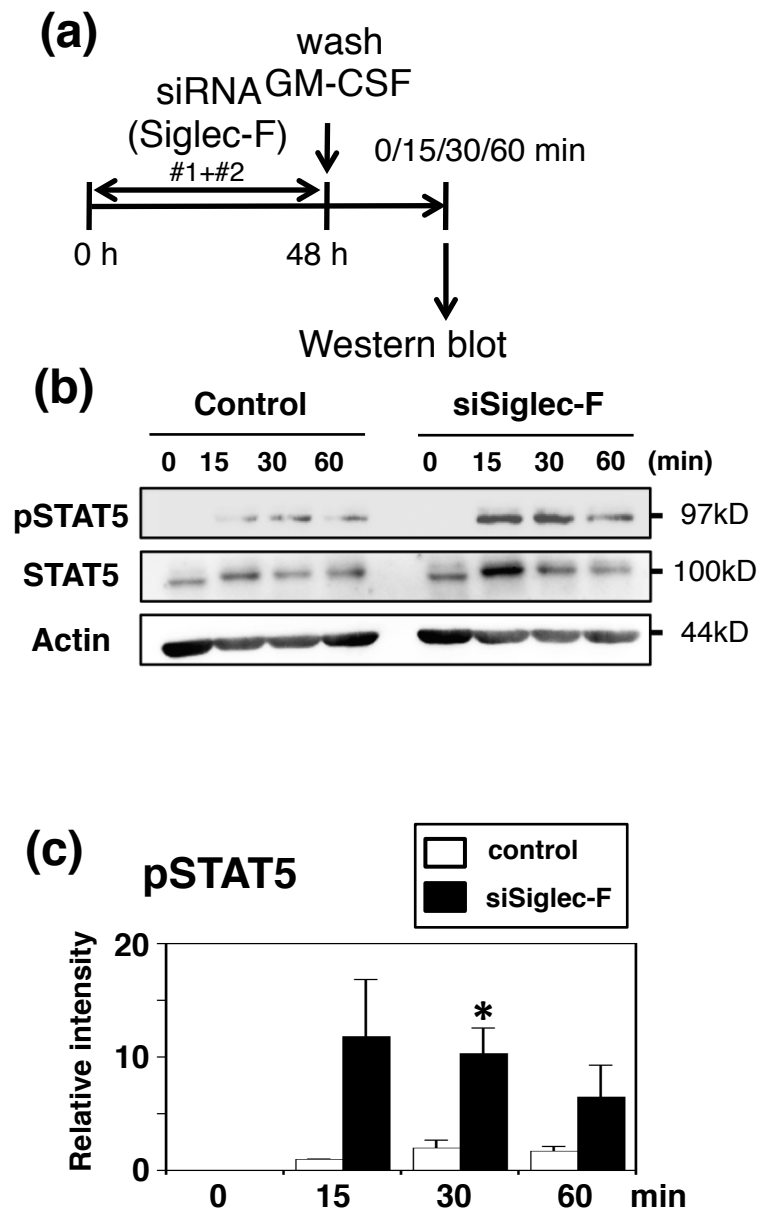 (a)
wash
siRNA GM-CSF
(Siglec-F)
#1+#2
0/15/30/60 min
0 h
48 h
Western blot
(b)
Control
siSiglec-F
0 15 30 60 0 15 30 60 (min)
pSTAT5 97kD
STAT5 100kD
Actin 44kD
(c)
pSTAT5
control
siSiglec-F
Relative intensity
20
10
0
*
0 15 30 60 min